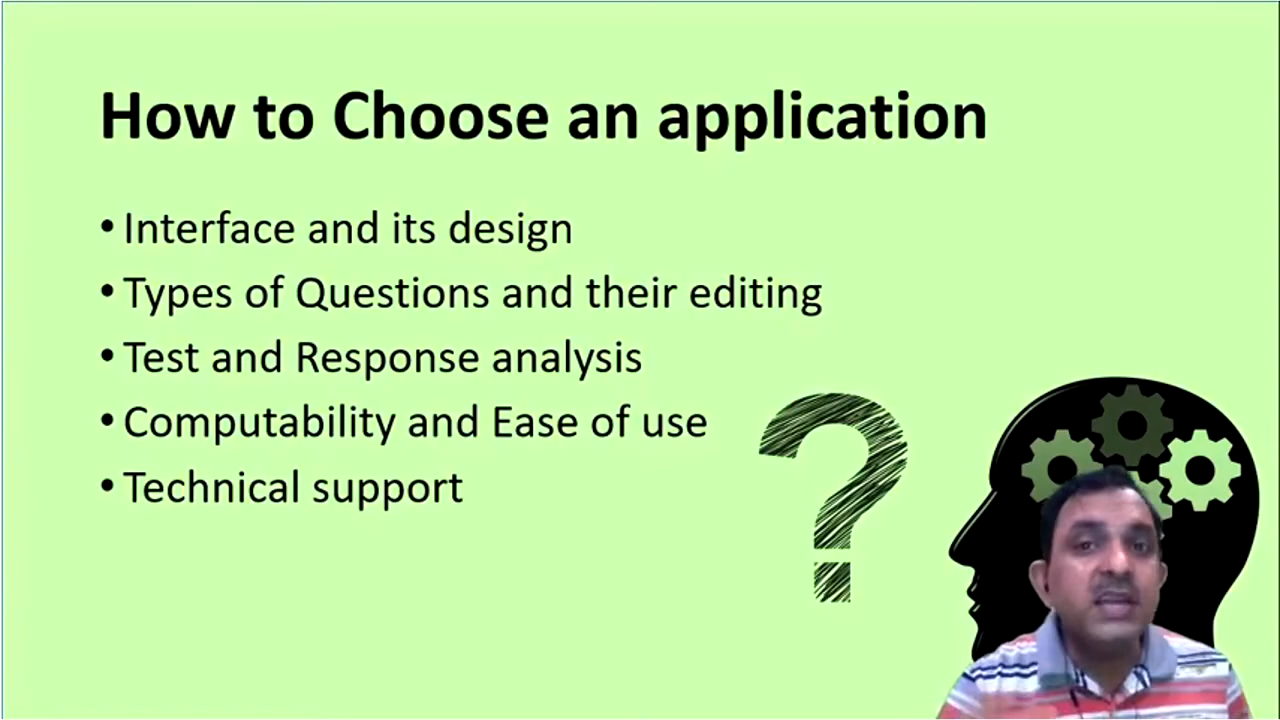 How to Choose an application
• Interface and its design
• Types of Questions and their editing
• Test and Response analysis
• Computability and Ease of use
• Technical support
?